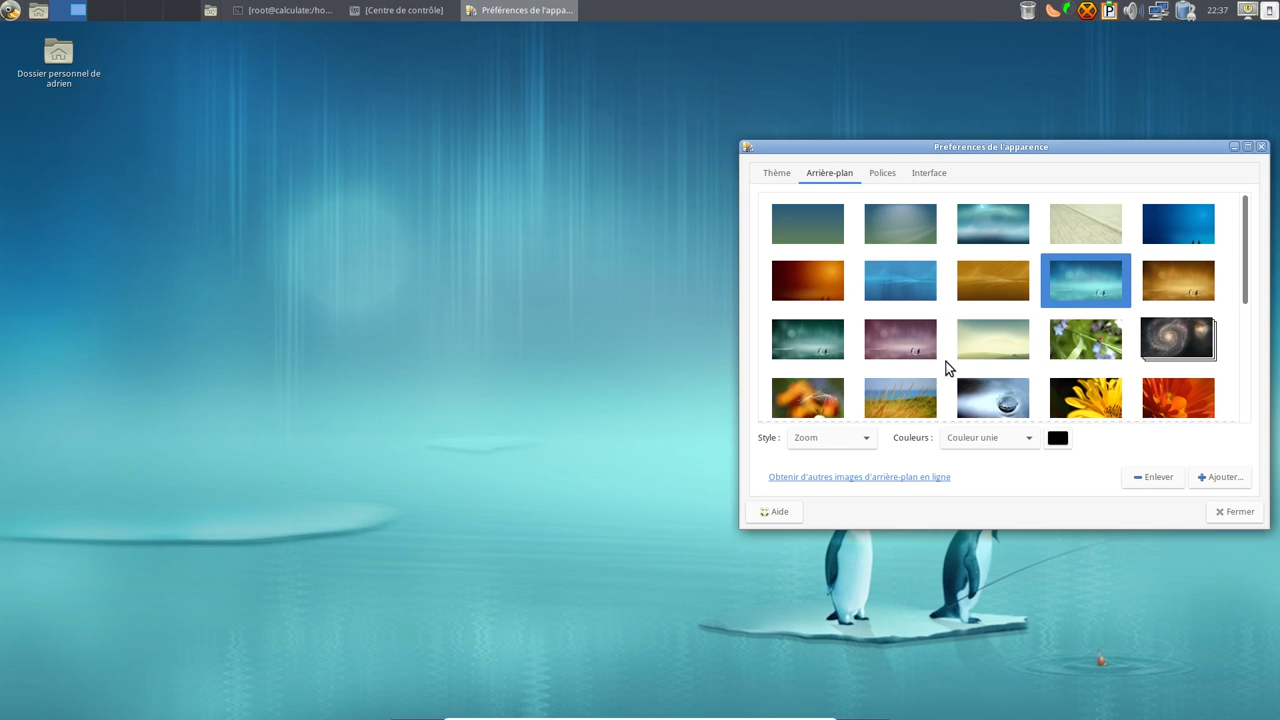 [root@calculate:/ho...
[Centre de contrôle]
Préférences de l'appa...
22:37
Dossier personnel de
adrien
Préférences de l'apparence
Thème
Arrière-plan
Polices
Interface
Style :
Zoom
Couleurs :
Couleur unie
Obtenir d'autres images d'arrière-plan en ligne
Enlever
Ajouter...
Aide
Fermer